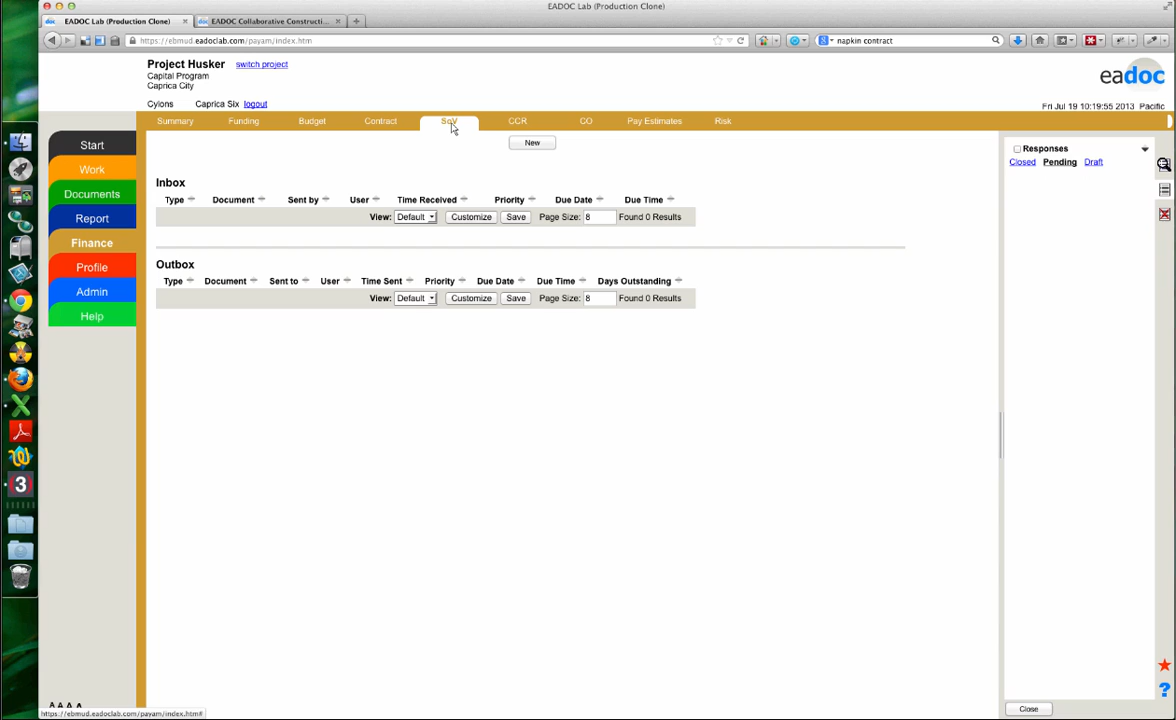 EADOC Lab (Production Clone)
EADOC Lab (Production Clone)
EADOC Collaborative Constructi...
https://ebmud.eadoclab.com/payam/index.htm
napkin contract
Project Husker switch project
Capital Program
Caprica City
eadoc
Cylons Caprica Six logout
Fri Jul 19 10:19:55 2013 Pacific
Summary Funding Budget Contract SoV CCR CO Pay Estimates Risk
Start
Work
Documents
Report
Finance
Profile
Admin
Help
New
Inbox
Type Document Sent by User Time Received Priority Due Date Due Time
View: Default Customize Save Page Size: 8 Found 0 Results
Outbox
Type Document Sent to User Time Sent Priority Due Date Due Time Days Outstanding
View: Default Customize Save Page Size: 8 Found 0 Results
Responses
Closed Pending Draft
3
A A A A
?
Close
https://ebmud.eadoclab.com/payam/index.htm#